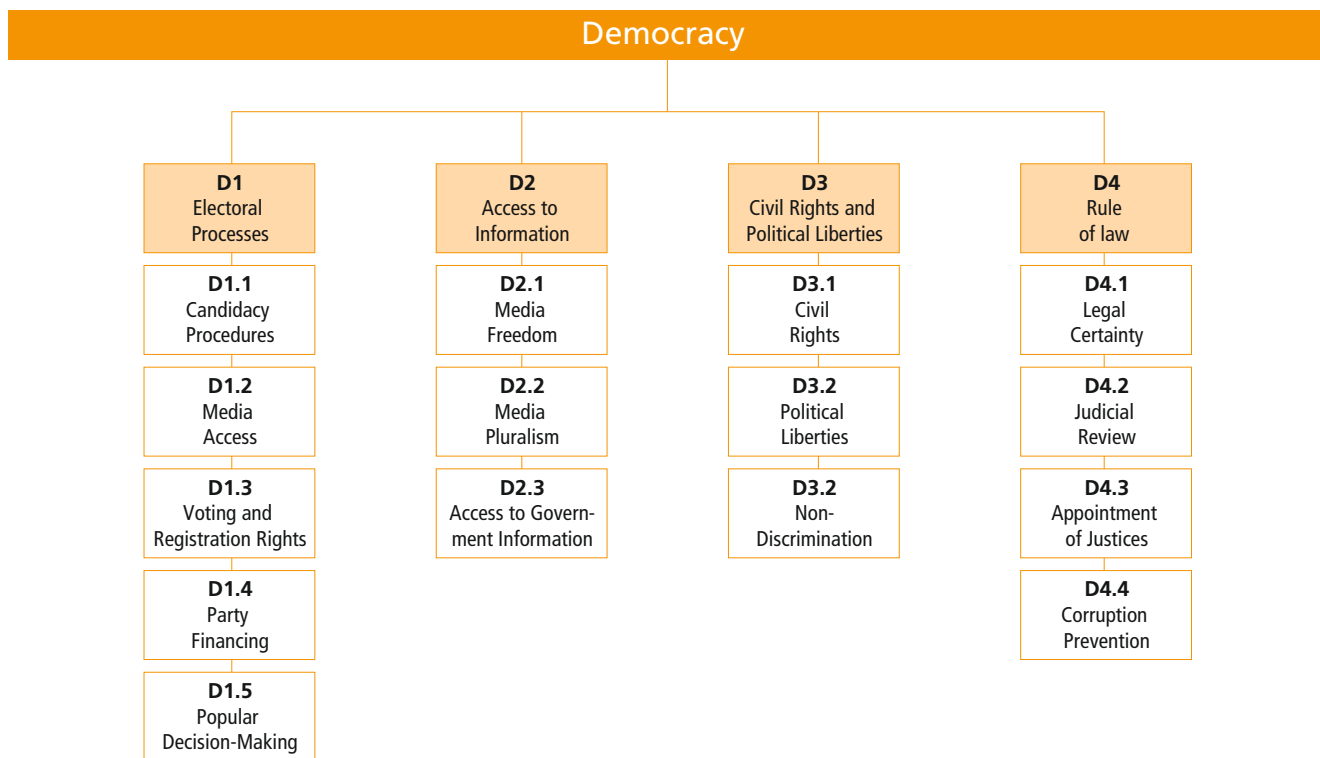 Democracy
D1
Electoral
Processes
D1.1
Candidacy
Procedures
D1.2
Media
Access
D1.3
Voting and
Registration Rights
D1.4
Party
Financing
D1.5
Popular
Decision-Making
D2
Access to
Information
D2.1
Media
Freedom
D2.2
Media
Pluralism
D2.3
Access to Govern-
ment Information
D3
Civil Rights and
Political Liberties
D3.1
Civil
Rights
D3.2
Political
Liberties
D3.2
Non-
Discrimination
D4
Rule
of law
D4.1
Legal
Certainty
D4.2
Judicial
Review
D4.3
Appointment
of Justices
D4.4
Corruption
Prevention